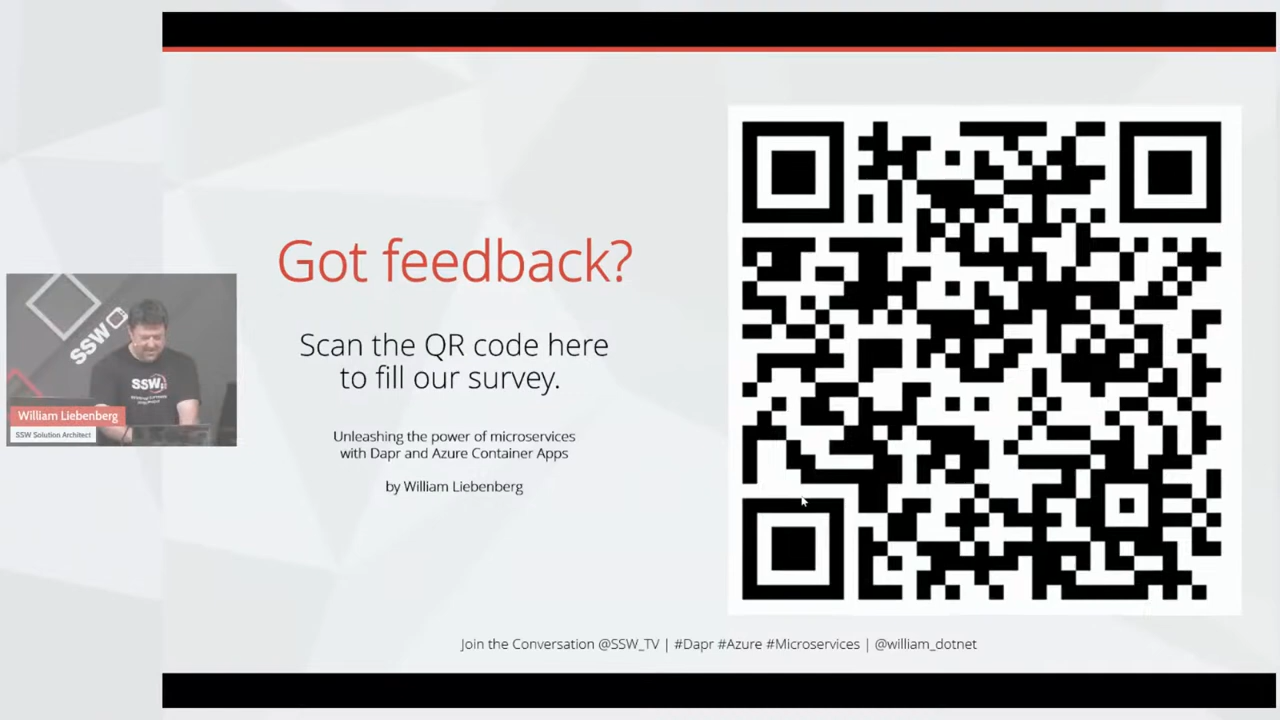 Got feedback?
Scan the QR code here
to fill our survey.
Unleashing the power of microservices
with Dapr and Azure Container Apps
by William Liebenberg
SSW
SSW
William Liebenberg
SSW Solution Architect
Join the Conversation @SSW_TV | #Dapr #Azure #Microservices | @william_dotnet